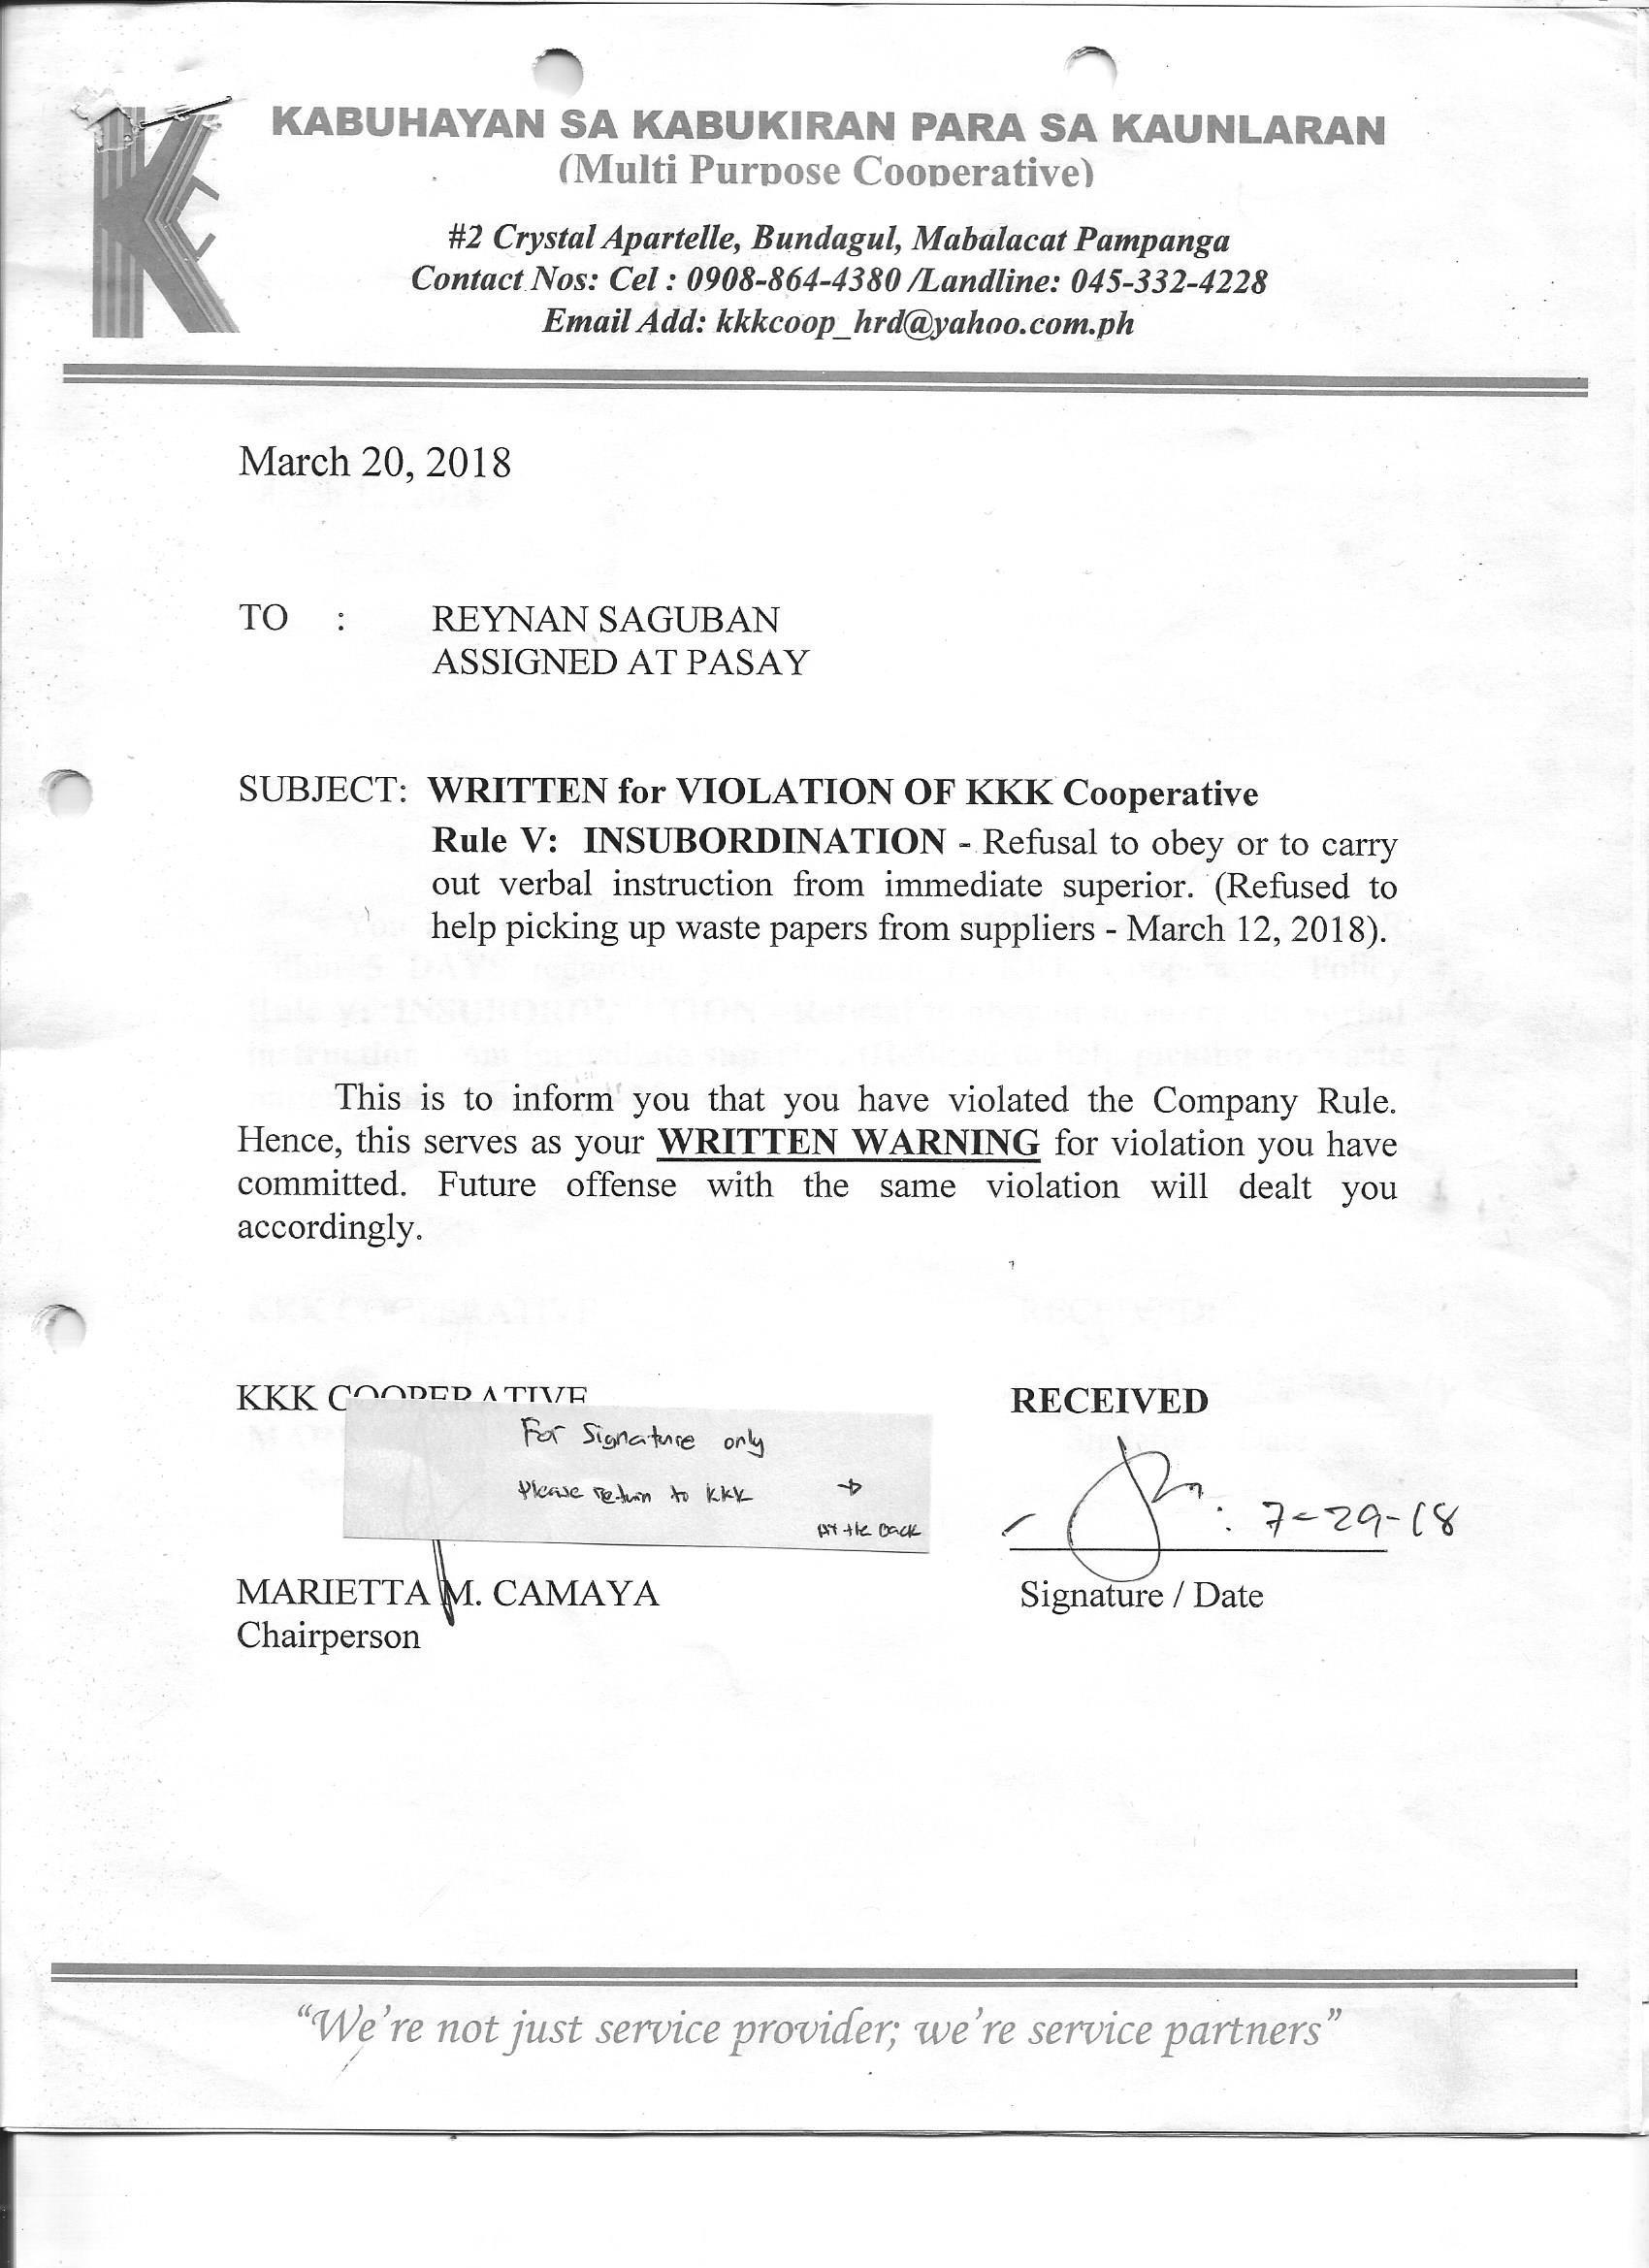 KABUHAYAN SA KABUKIRAN PARA SA KAUNLARAN
(Multi Purpose Cooperative)
#2 Crystal Apartelle, Bundagul, Mabalacat Pampanga
Contact Nos: Cel : 0908-864-4380 /Landline: 045-332-4228
Email Add: kkkcoop_hrd@yahoo.com.ph
March 20, 2018
TO : REYNAN SAGUBAN
ASSIGNED AT PASAY
SUBJECT: WRITTEN for VIOLATION OF KKK Cooperative
Rule V: INSUBORDINATION - Refusal to obey or to carry
out verbal instruction from immediate superior. (Refused to
help picking up waste papers from suppliers - March 12, 2018).
This is to inform you that you have violated the Company Rule.
Hence, this serves as your WRITTEN WARNING for violation you have
committed. Future offense with the same violation will dealt you
accordingly.
KKK COOPERATIVE RECEIVED
For Signature only
Please return to KKK
At the Back
7-29-18
MARIETTA M. CAMAYA Signature / Date
Chairperson
“We’re not just service provider; we’re service partners”